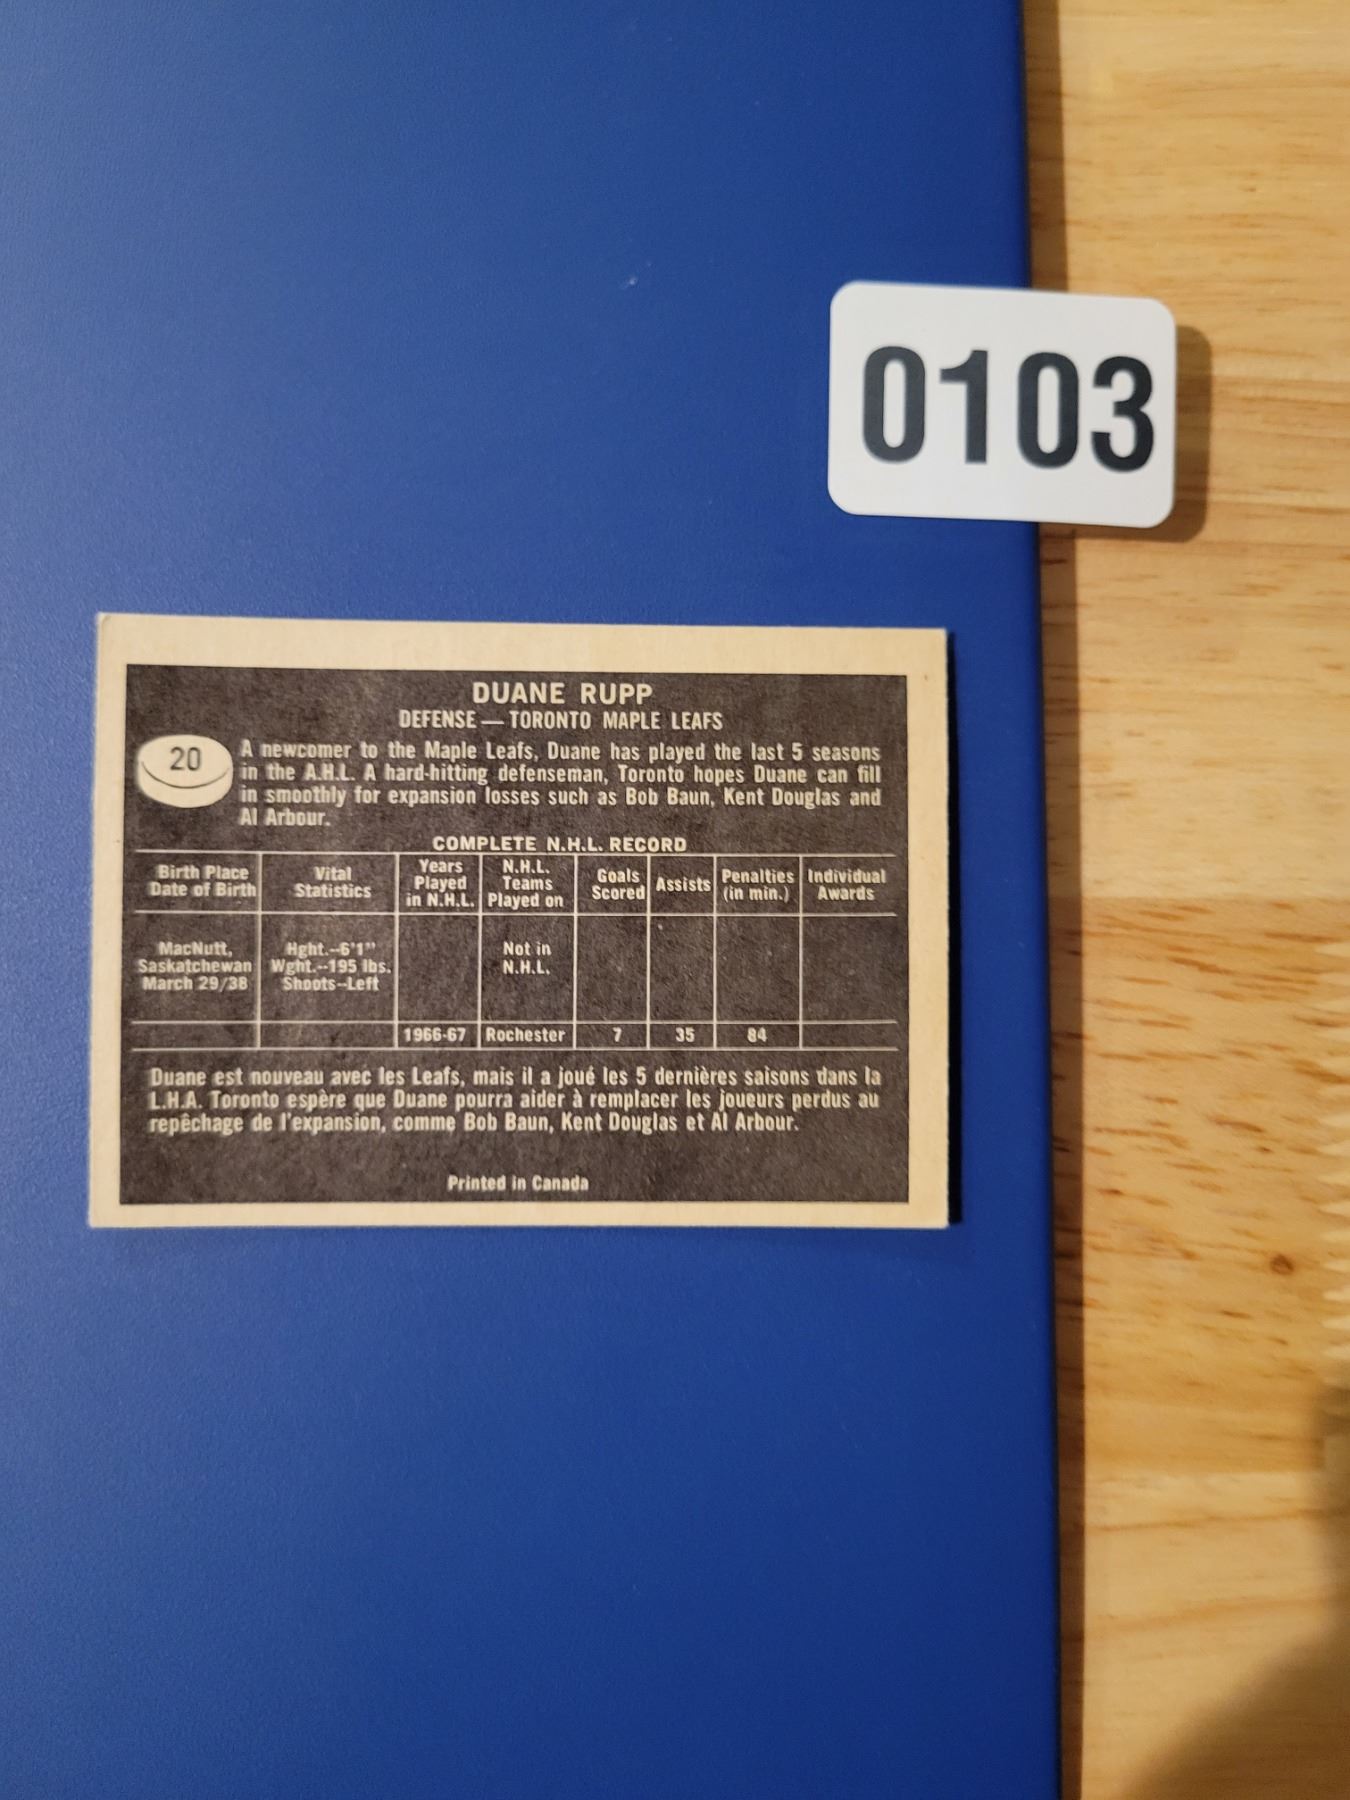 0103
DUANE RUPP
DEFENSE — TORONTO MAPLE LEAFS
20
A newcomer to the Maple Leafs, Duane has played the last 5 seasons
in the A.H.L. A hard-hitting defenseman, Toronto hopes Duane can fill
in smoothly for expansion losses such as Bob Baun, Kent Douglas and
Al Arbour.
COMPLETE N.H.L. RECORD
Birth Place
Date of Birth
Vital
Statistics
Years
Played
in N.H.L.
N.H.L.
Teams
Played on
Goals
Scored
Assists
Penalties
(in min.)
Individual
Awards
MacNutt,
Saskatchewan
March 29/38
Hght.--6'1"
Wght.--195 lbs.
Shoots--Left
Not in
N.H.L.
1966-67 Rochester 7 35 84
Duane est nouveau avec les Leafs, mais il a joué les 5 dernières saisons dans la
L.H.A. Toronto espère que Duane pourra aider à remplacer les joueurs perdus au
repêchage de l'expansion, comme Bob Baun, Kent Douglas et Al Arbour.
Printed in Canada